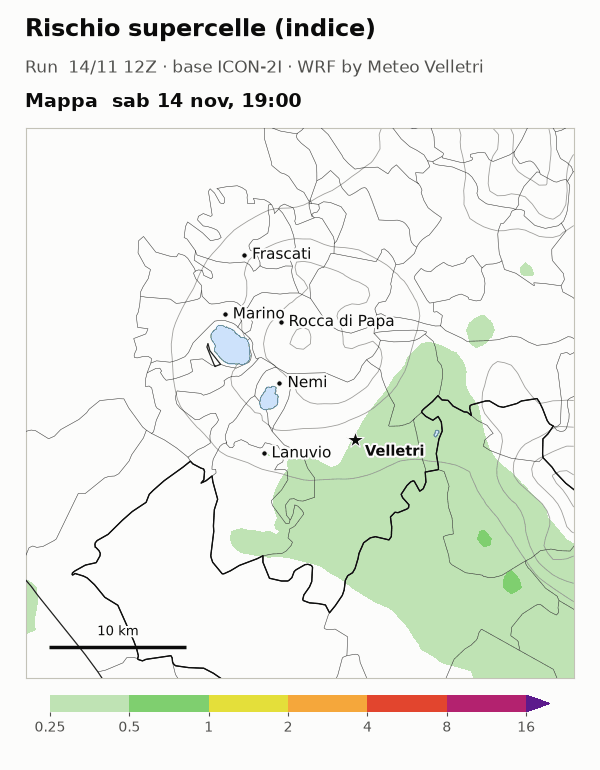 Rischio supercelle (indice)
Run  14/11 12Z · base ICON-2I · WRF by Meteo Velletri
Mappa  sab 14 nov, 19:00
Frascati
Marino
Rocca di Papa
Nemi
Velletri
Lanuvio
10 km
0.25 0.5 1 2 4 8 16